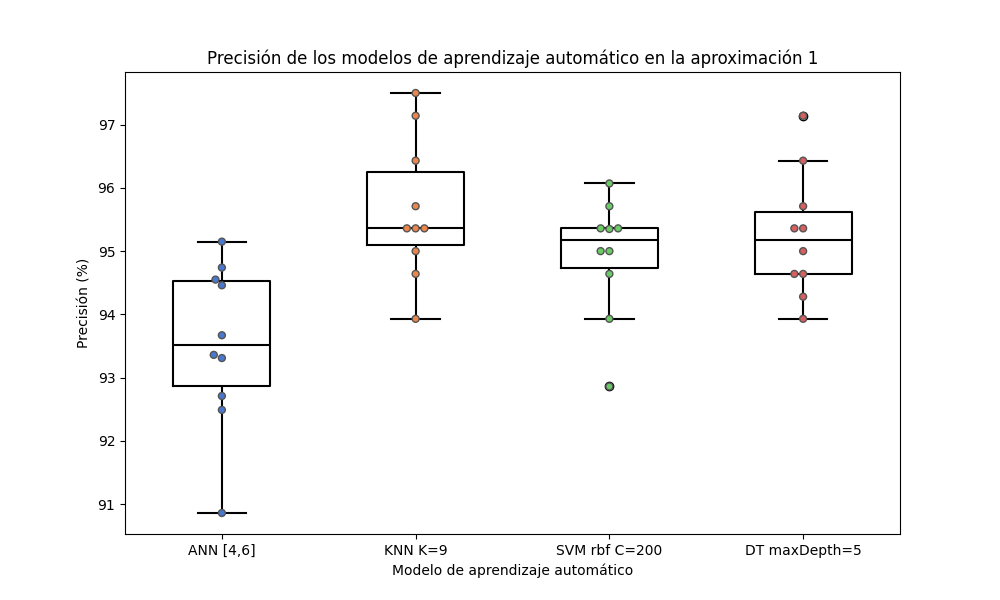 Precisión de los modelos de aprendizaje automático en la aproximación 1
Precisión (%)
97
96
95
94
93
92
91
ANN [4,6]
KNN K=9
SVM rbf C=200
DT maxDepth=5
Modelo de aprendizaje automático